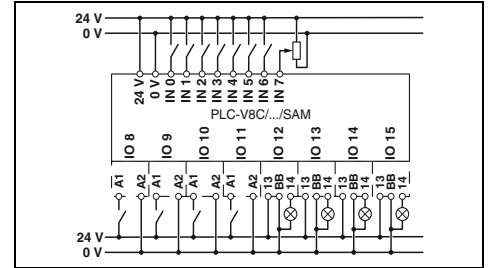 24 V
0 V
24 V 0 V IN 0 IN 1 IN 2 IN 3 IN 4 IN 5 IN 6 IN 7
PLC-V8C/.../SAM
IO 8 IO 9 IO 10 IO 11 IO 12 IO 13 IO 14 IO 15
A1 A2 A1 A2 A1 A2 A1 A2 13 BB 14 13 BB 14 13 BB 14 13 BB 14
24 V
0 V